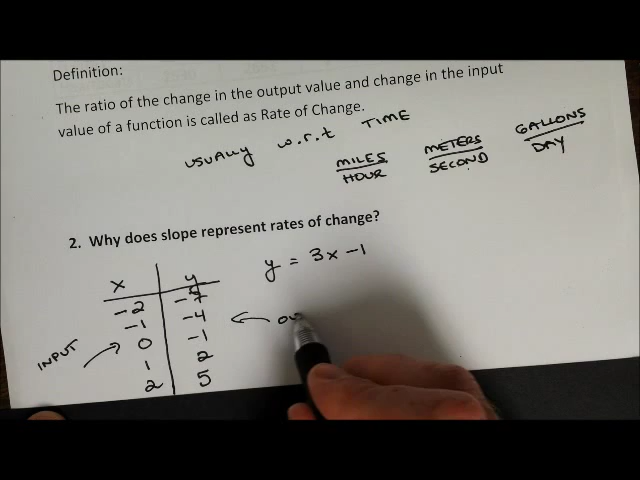 Definition:
The ratio of the change in the output value and change in the input
value of a function is called as Rate of Change.
USUALLY w.r.t TIME
MILES
HOUR
METERS
SECOND
GALLONS
DAY
2. Why does slope represent rates of change?
y = 3x - 1
x y
-2 -7
-1 -4
0 -1
1 2
2 5
INPUT
ou